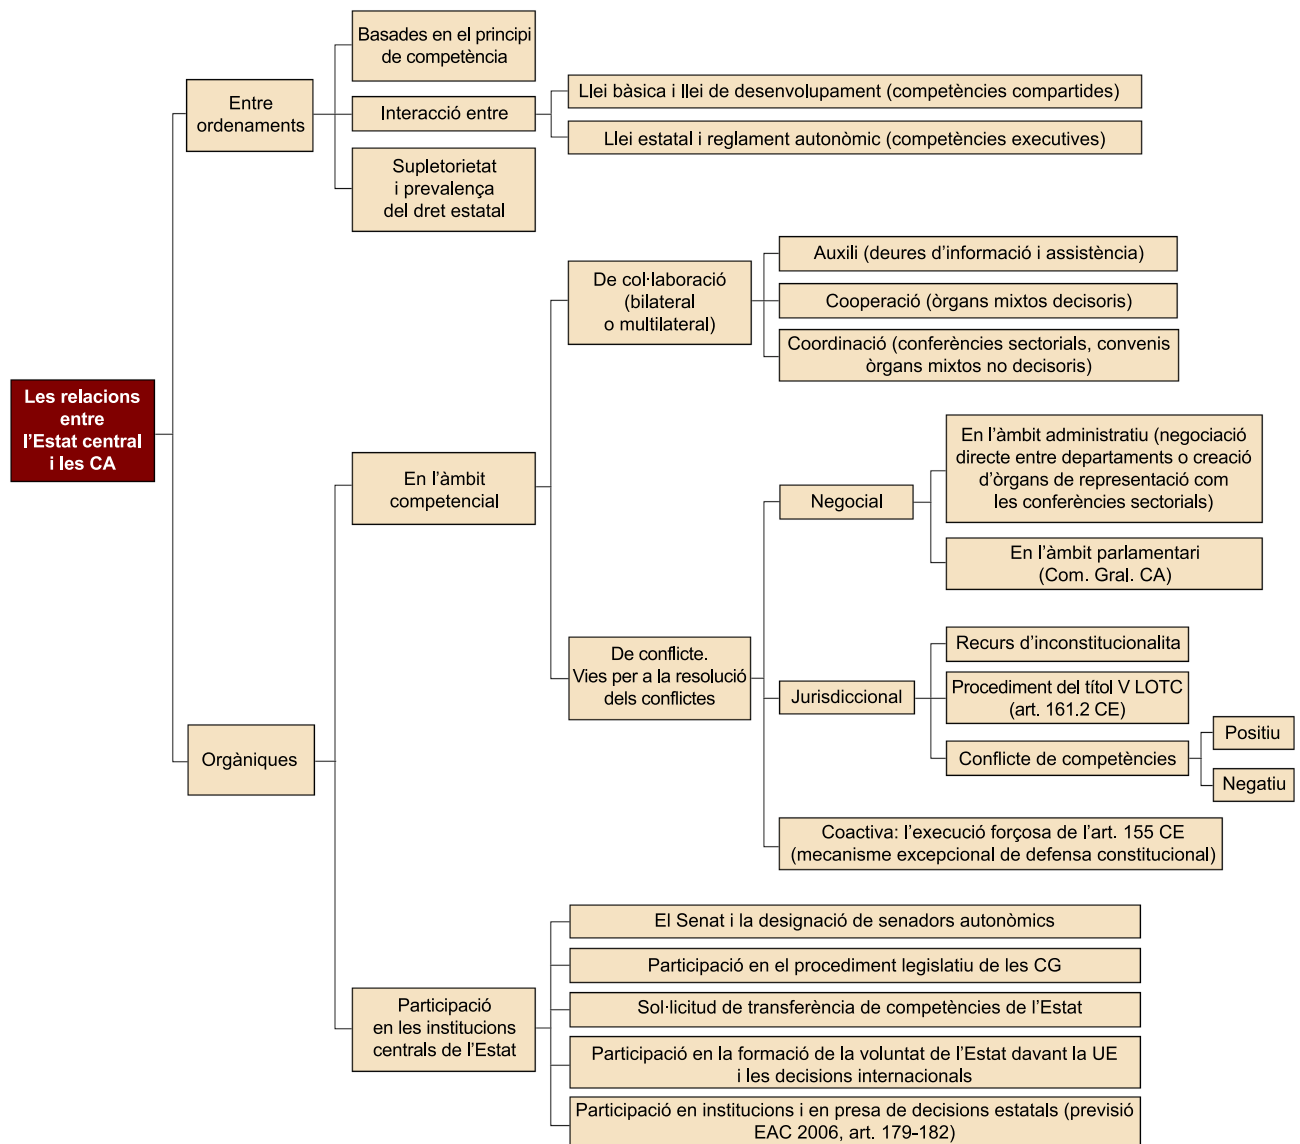 Les relacions
entre
l'Estat central
i les CA
Entre
ordenaments
Basades en el principi
de competència
Interacció entre
Llei bàsica i llei de desenvolupament (competències compartides)
Llei estatal i reglament autonòmic (competències executives)
Supletorietat
i prevalença
del dret estatal
Orgàniques
En l'àmbit
competencial
De col·laboració
(bilateral
o multilateral)
Auxili (deures d'informació i assistència)
Cooperació (òrgans mixtos decisoris)
Coordinació (conferències sectorials, convenis
òrgans mixtos no decisoris)
De conflicte.
Vies per a la resolució
dels conflictes
Negocial
En l'àmbit administratiu (negociació
directe entre departaments o creació
d'òrgans de representació com
les conferències sectorials)
En l'àmbit parlamentari
(Com. Gral. CA)
Jurisdiccional
Recurs d'inconstitucionalita
Procediment del títol V LOTC
(art. 161.2 CE)
Conflicte de competències
Positiu
Negatiu
Coactiva: l'execució forçosa de l'art. 155 CE
(mecanisme excepcional de defensa constitucional)
Participació
en les institucions
centrals de l'Estat
El Senat i la designació de senadors autonòmics
Participació en el procediment legislatiu de les CG
Sol·licitud de transferència de competències de l'Estat
Participació en la formació de la voluntat de l'Estat davant la UE
i les decisions internacionals
Participació en institucions i en presa de decisions estatals (previsió
EAC 2006, art. 179-182)